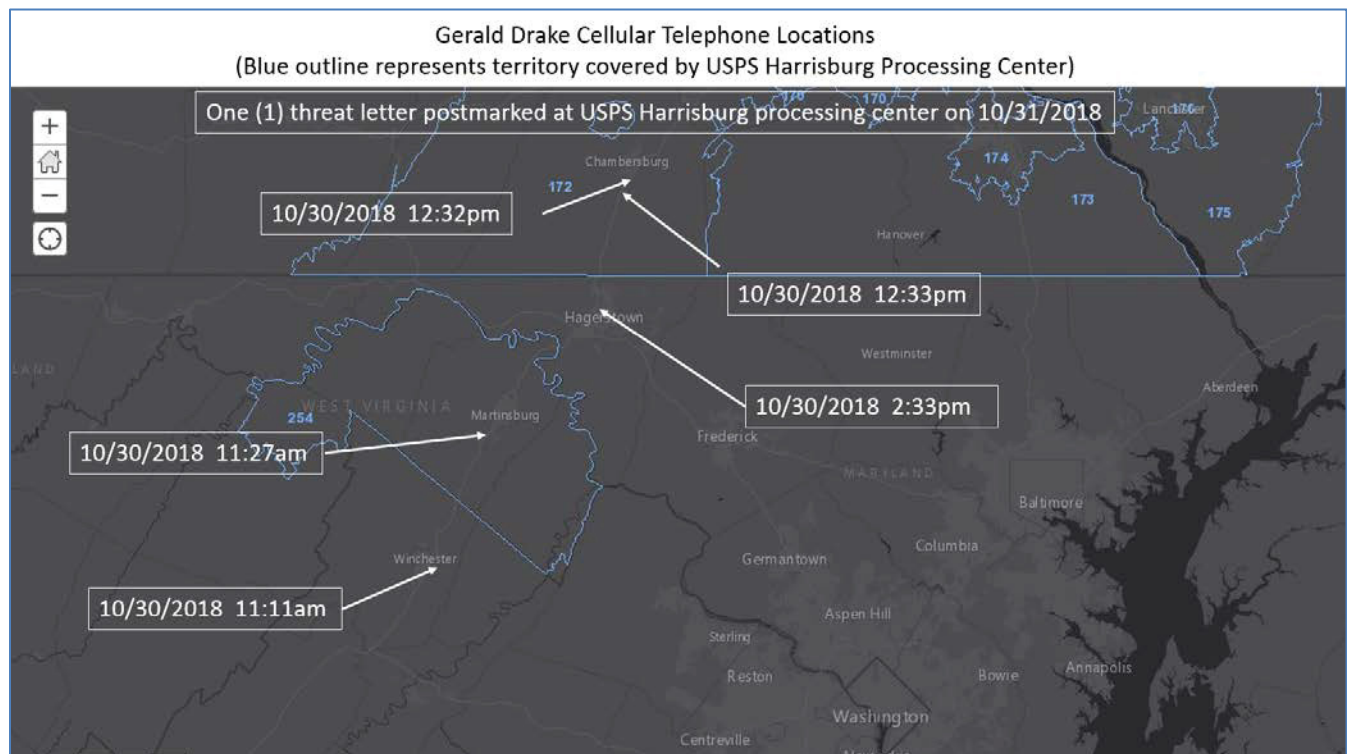 Gerald Drake Cellular Telephone Locations
(Blue outline represents territory covered by USPS Harrisburg Processing Center)
One (1) threat letter postmarked at USPS Harrisburg processing center on 10/31/2018
+
−
170
170
Lancaster
176
Chambersburg
174
172
173
175
10/30/2018 12:32pm
Hanover
10/30/2018 12:33pm
Hagerstown
Westminster
LAND
Aberdeen
WEST VIRGINIA
10/30/2018 2:33pm
254
Martinsburg
Frederick
10/30/2018 11:27am
MARYLAND
Baltimore
Winchester
Germantown
Columbia
10/30/2018 11:11am
Aspen Hill
Sterling
Reston
Bowie
Annapolis
Washington
Centreville